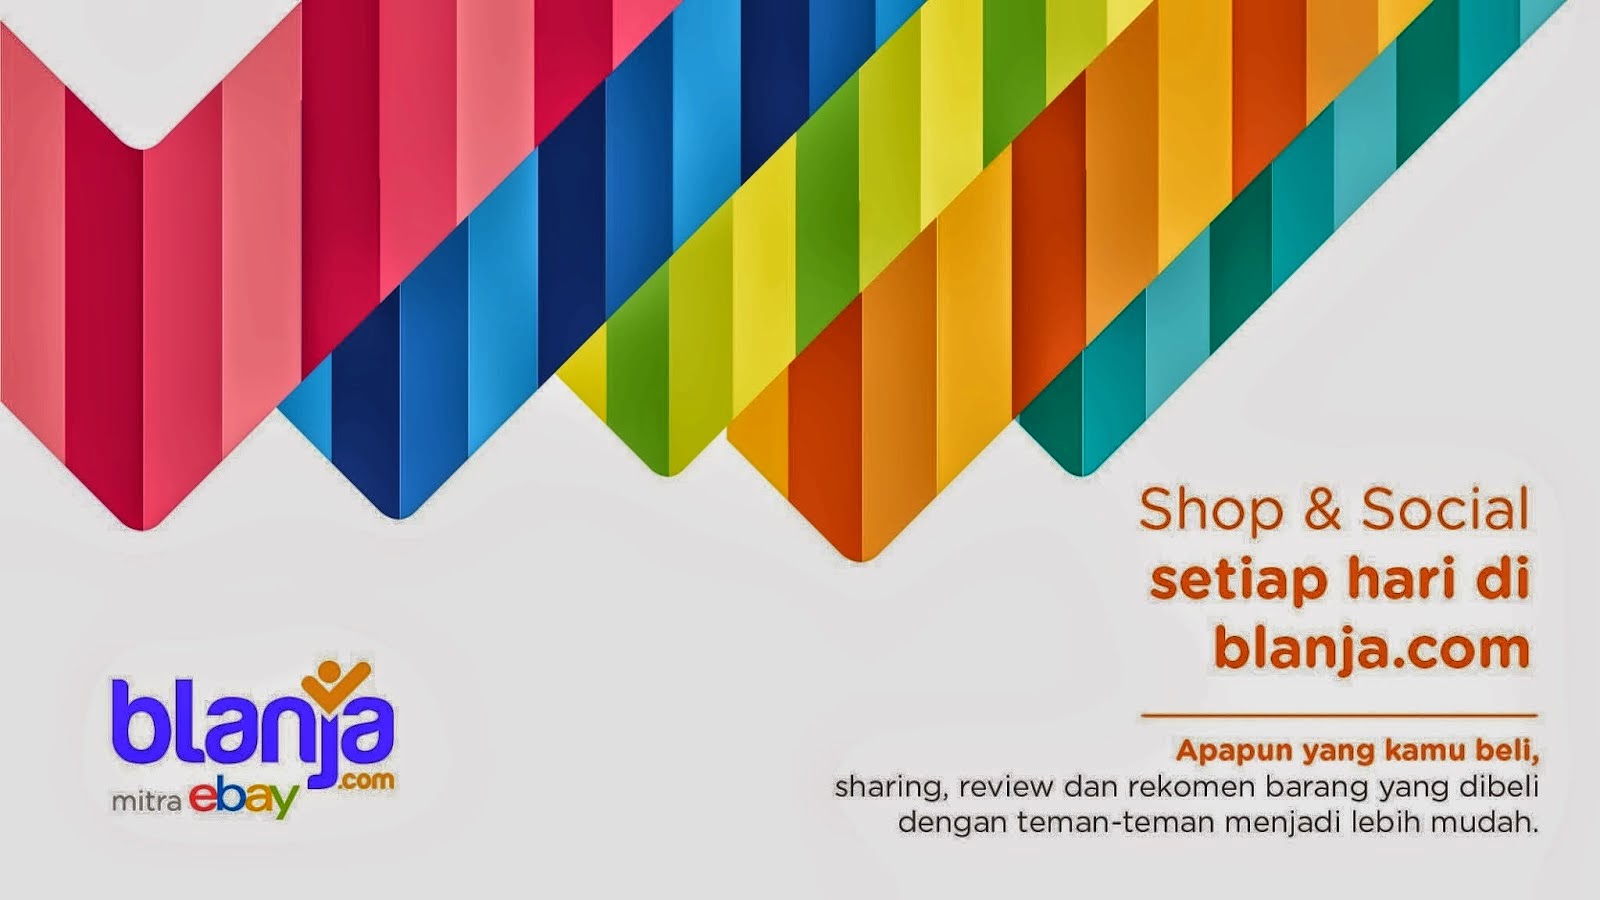 Shop & Social
setiap hari di
blanja.com
Apapun yang kamu beli,
sharing, review dan rekomen barang yang dibeli
dengan teman-teman menjadi lebih mudah.
blanja
.com
mitra ebay